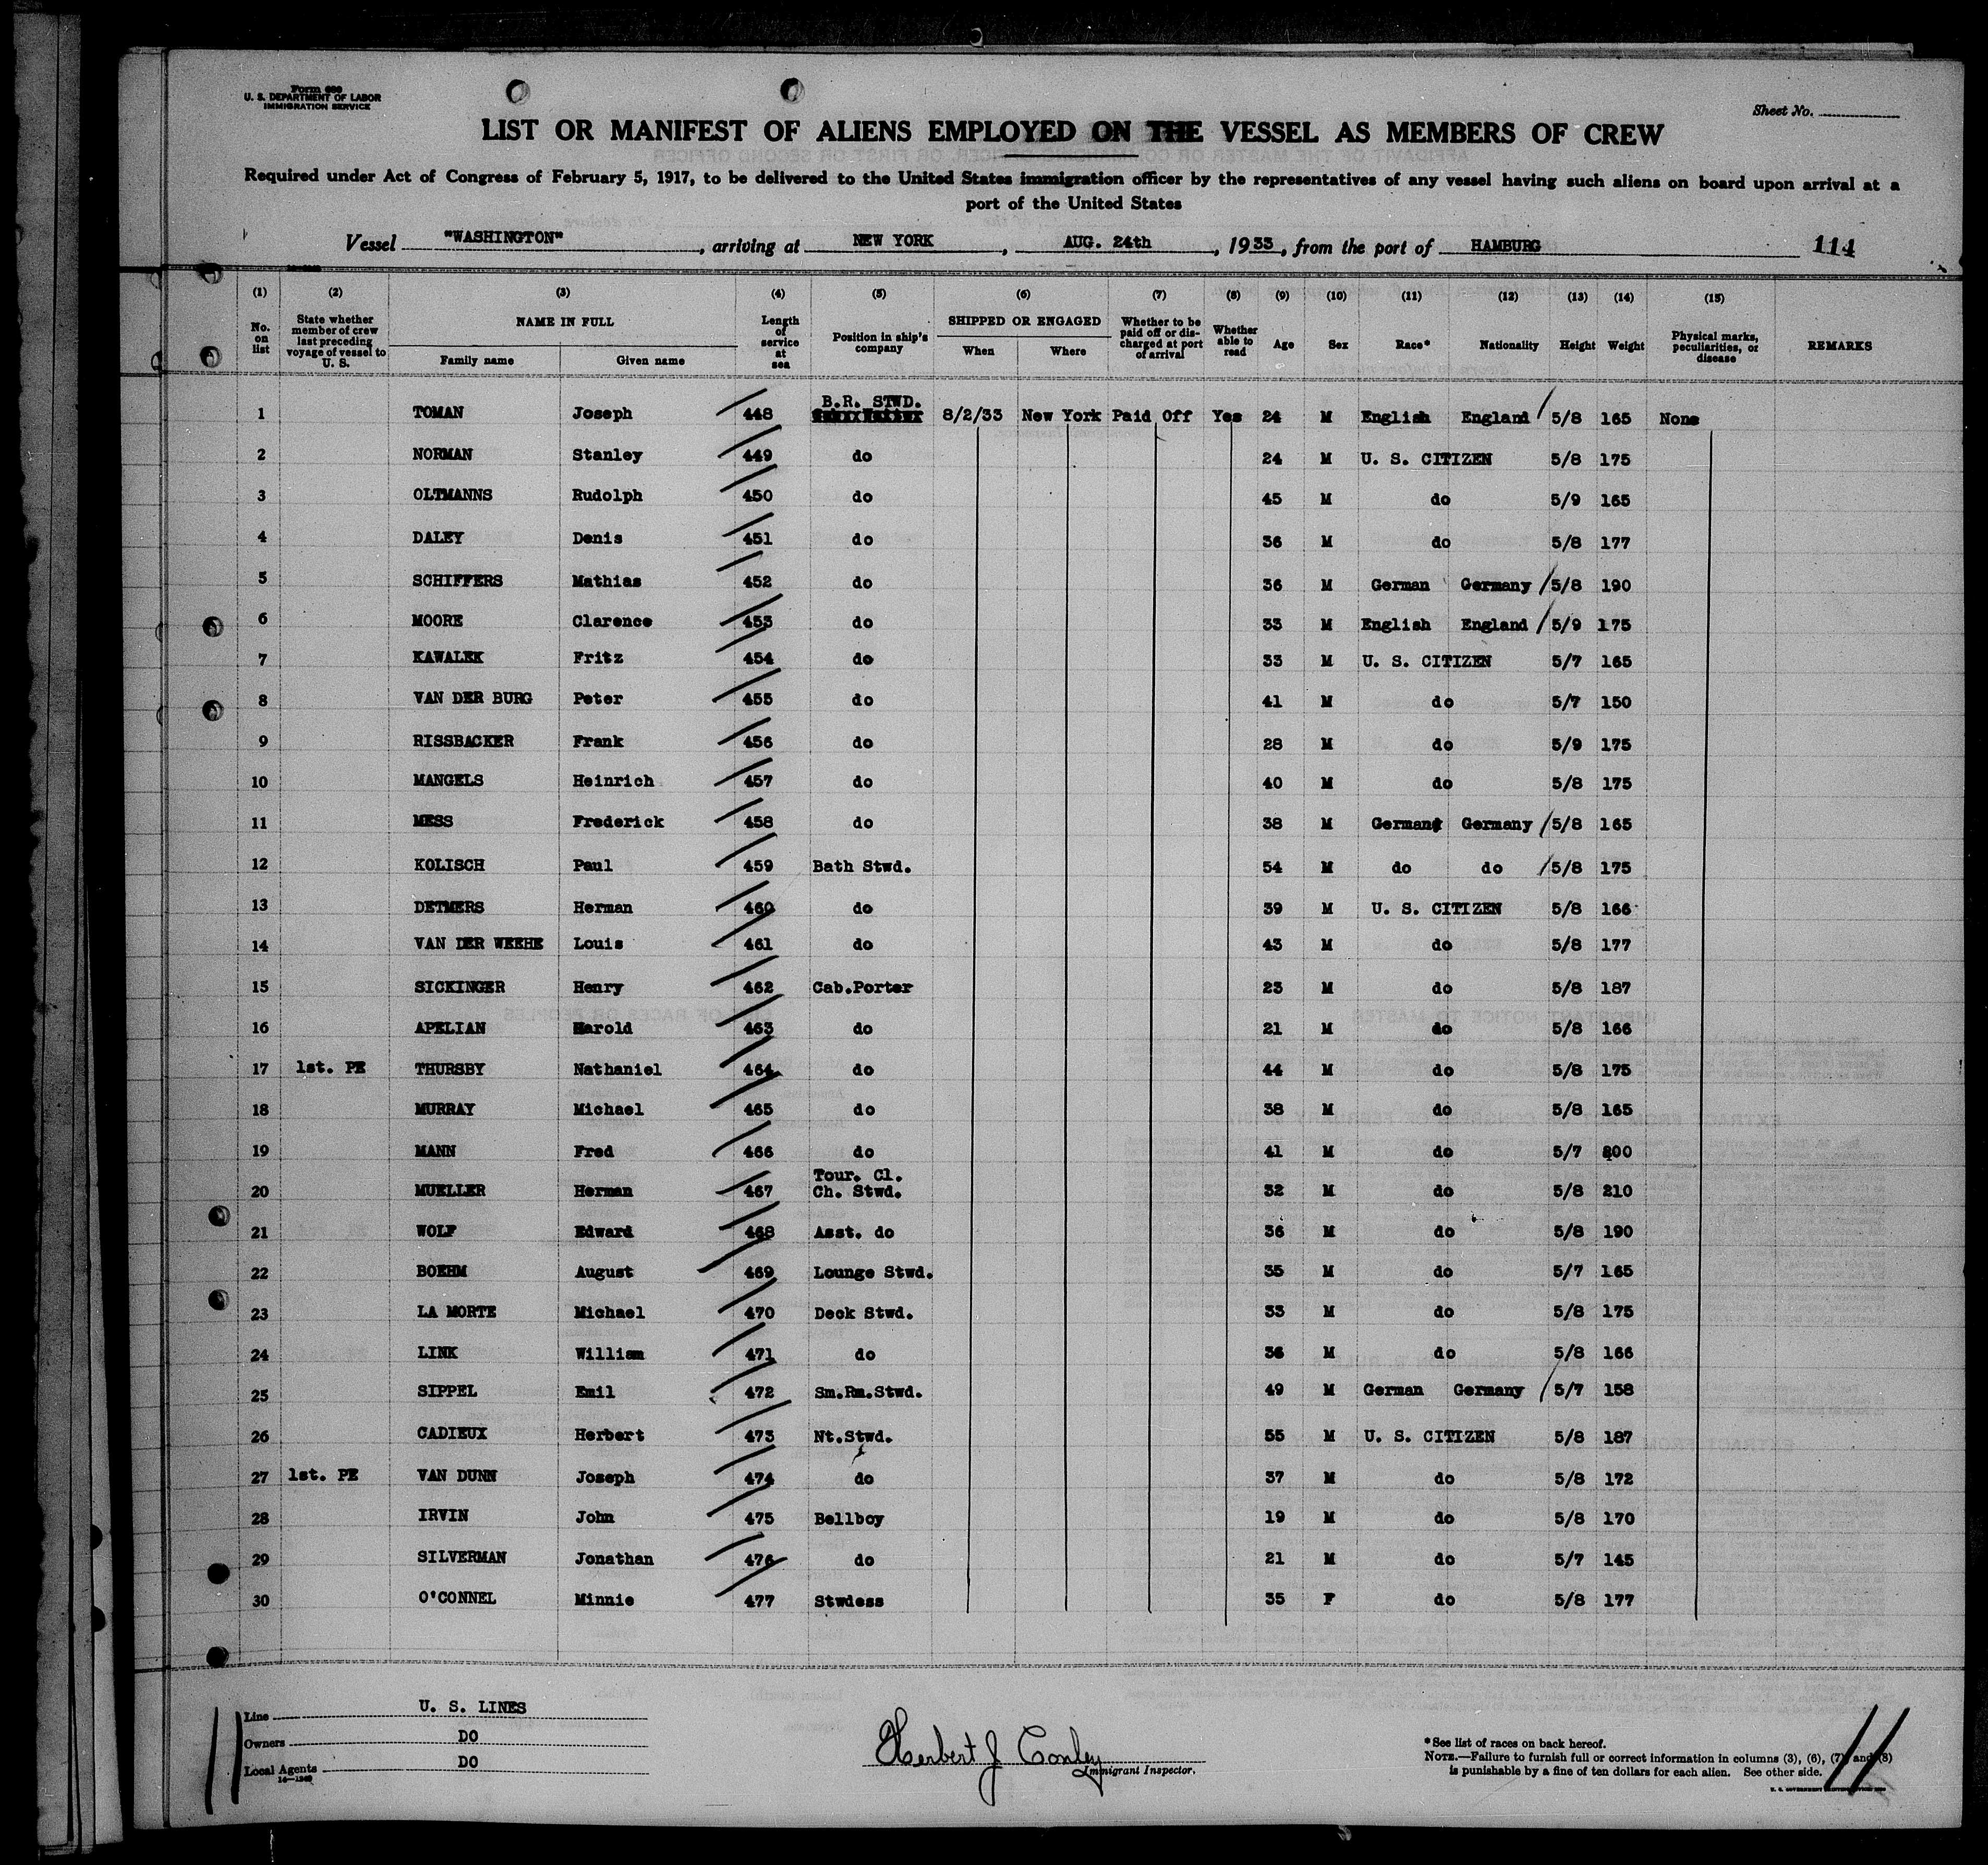 Form 689
U. S. DEPARTMENT OF LABOR
IMMIGRATION SERVICE
Sheet No.
LIST OR MANIFEST OF ALIENS EMPLOYED ON THE VESSEL AS MEMBERS OF CREW
Required under Act of Congress of February 5, 1917, to be delivered to the United States immigration officer by the representatives of any vessel having such aliens on board upon arrival at a
port of the United States
Vessel "WASHINGTON", arriving at NEW YORK, AUG. 24th, 1933, from the port of HAMBURG 114
(1) (2) (3) (4) (5) (6) (7) (8) (9) (10) (11) (12) (13) (14) (15)
No. on list State whether member of crew last preceding voyage of vessel to U. S. NAME IN FULL Family name Given name Length of service at sea Position in ship's company SHIPPED OR ENGAGED When Where Whether to be paid off or discharged at port of arrival Whether able to read Age Sex Race* Nationality Height Weight Physical marks, peculiarities, or disease REMARKS
1 TOMAN Joseph 448 B.R. STWD. 8/2/33 New York Paid Off Yes 24 M English England 5/8 165 None
2 NORMAN Stanley 449 do 24 M U. S. CITIZEN 5/8 175
3 OLTMANNS Rudolph 450 do 45 M do 5/9 165
4 DALEY Denis 451 do 36 M do 5/8 177
5 SCHIFFERS Mathias 452 do 36 M German Germany 5/8 190
6 MOORE Clarence 453 do 33 M English England 5/9 175
7 KAWALEK Fritz 454 do 33 M U. S. CITIZEN 5/7 165
8 VAN DER BURG Peter 455 do 41 M do 5/7 150
9 RISSBACKER Frank 456 do 28 M do 5/9 175
10 MANGELS Heinrich 457 do 40 M do 5/8 175
11 MESS Frederick 458 do 38 M German Germany 5/8 165
12 KOLISCH Paul 459 Bath Stwd. 54 M do do 5/8 175
13 DETMERS Herman 460 do 39 M U. S. CITIZEN 5/8 166
14 VAN DER WEEHE Louis 461 do 43 M do 5/8 177
15 SICKINGER Henry 462 Cab.Porter 23 M do 5/8 187
16 APELIAN Harold 463 do 21 M do 5/8 166
17 1st. PE THURSBY Nathaniel 464 do 44 M do 5/8 175
18 MURRAY Michael 465 do 38 M do 5/8 165
19 MANN Fred 466 do 41 M do 5/7 200
20 MUELLER Herman 467 Tour. Cl. Ch. Stwd. 32 M do 5/8 210
21 WOLF Edward 468 Asst. do 36 M do 5/8 190
22 BOEHM August 469 Lounge Stwd. 35 M do 5/7 165
23 LA MORTE Michael 470 Deck Stwd. 33 M do 5/8 175
24 LINK William 471 do 36 M do 5/8 166
25 SIPPEL Emil 472 Sm.Rm.Stwd. 49 M German Germany 5/7 158
26 CADIEUX Herbert 473 Nt.Stwd. 55 M U. S. CITIZEN 5/8 187
27 1st. PE VAN DUNN Joseph 474 do 37 M do 5/8 172
28 IRVIN John 475 Bellboy 19 M do 5/8 170
29 SILVERMAN Jonathan 476 do 21 M do 5/7 145
30 O'CONNEL Minnie 477 Stwdess 35 F do 5/8 177
Line U. S. LINES
Owners DO
Local Agents DO
14—1240
Herbert J Conley
Immigrant Inspector.
*See list of races on back hereof.
NOTE.—Failure to furnish full or correct information in columns (3), (6), (7) and (8)
is punishable by a fine of ten dollars for each alien. See other side.